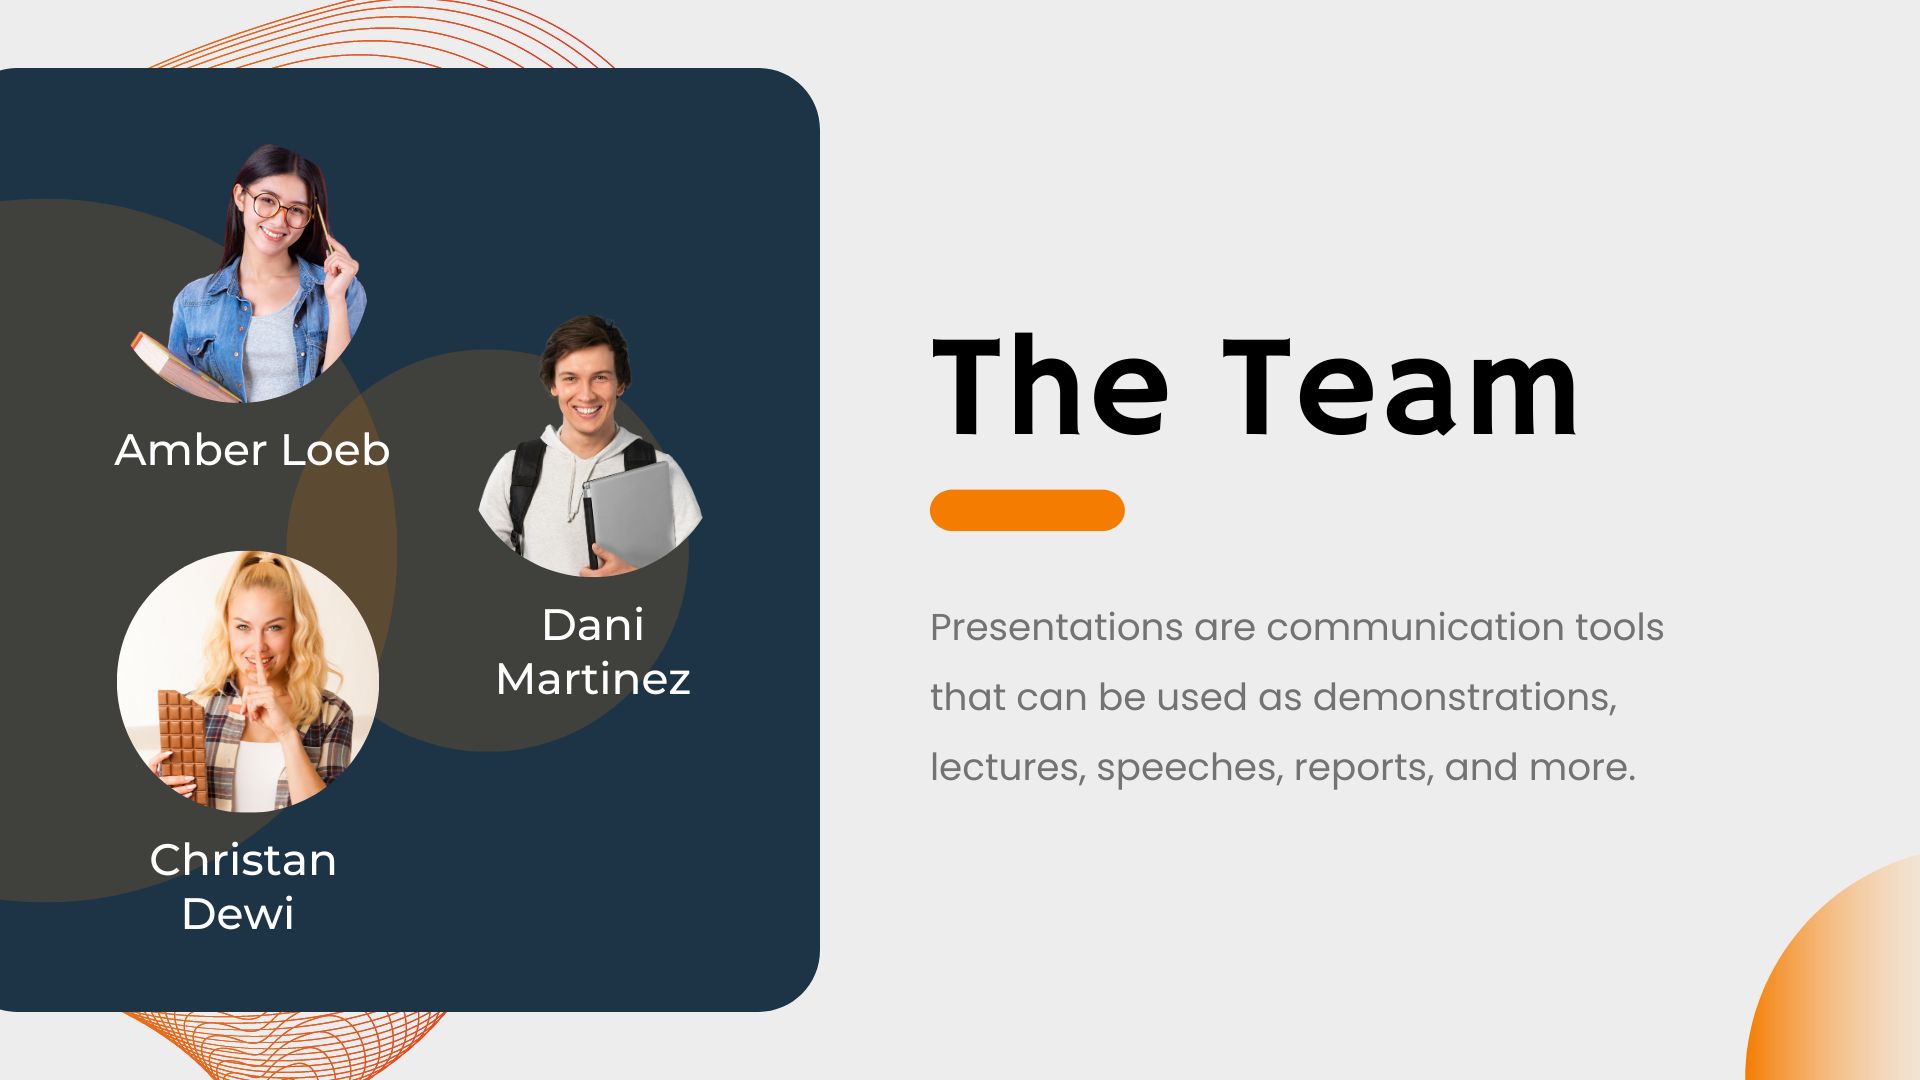 Amber Loeb
Dani
Martinez
Christan
Dewi
The Team
Presentations are communication tools
that can be used as demonstrations,
lectures, speeches, reports, and more.